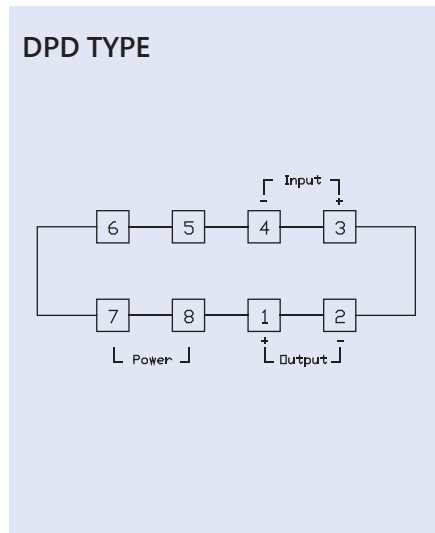 DPD TYPE
Input
- +
6 5 4 3
7 8 1 2
+ -
Power Output